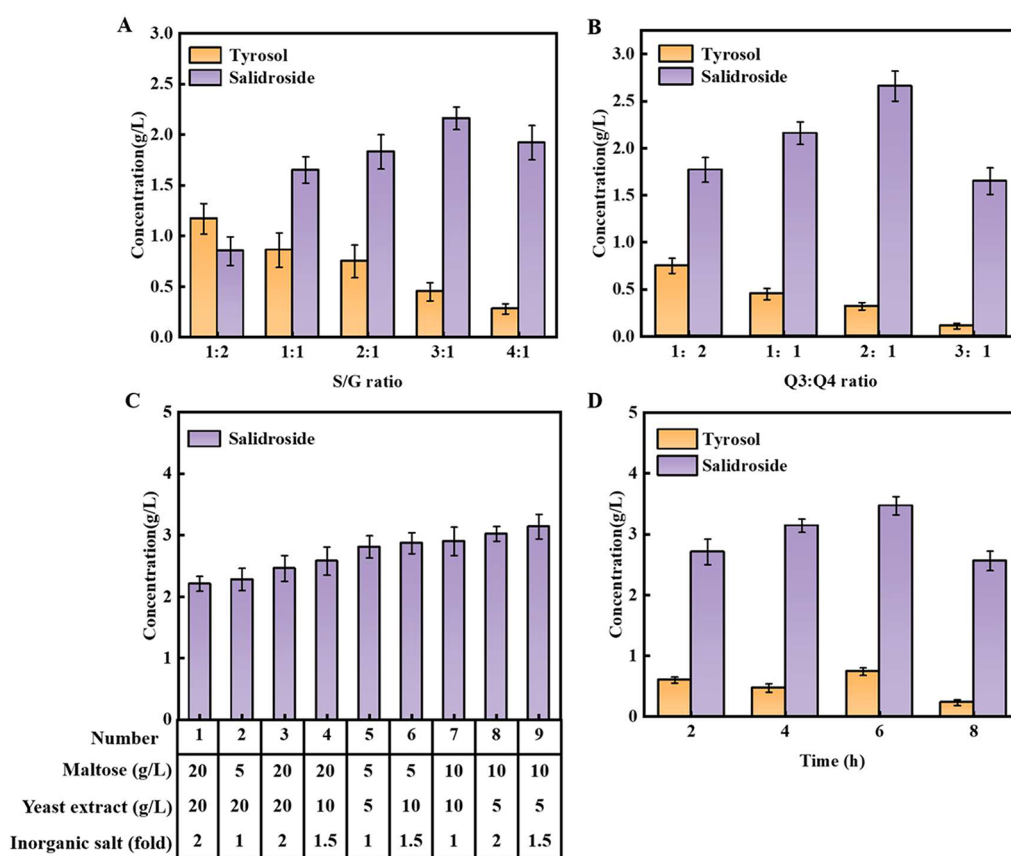 A
3.0
2.5
2.0
1.5
1.0
0.5
0.0
Concentration(g/L)
Tyrosol
Salidroside
1:2 1:1 2:1 3:1 4:1
S/G ratio
B
3.0
2.5
2.0
1.5
1.0
0.5
0.0
Concentration(g/L)
Tyrosol
Salidroside
1: 2 1: 1 2: 1 3: 1
Q3:Q4 ratio
C
5
4
3
2
1
0
Concentration(g/L)
Salidroside
Number 1 2 3 4 5 6 7 8 9
Maltose (g/L) 20 5 20 20 5 5 10 10 10
Yeast extract (g/L) 20 20 20 10 5 10 10 5 5
Inorganic salt (fold) 2 1 2 1.5 1 1.5 1 2 1.5
D
5
4
3
2
1
0
Concentration(g/L)
Tyrosol
Salidroside
2 4 6 8
Time (h)